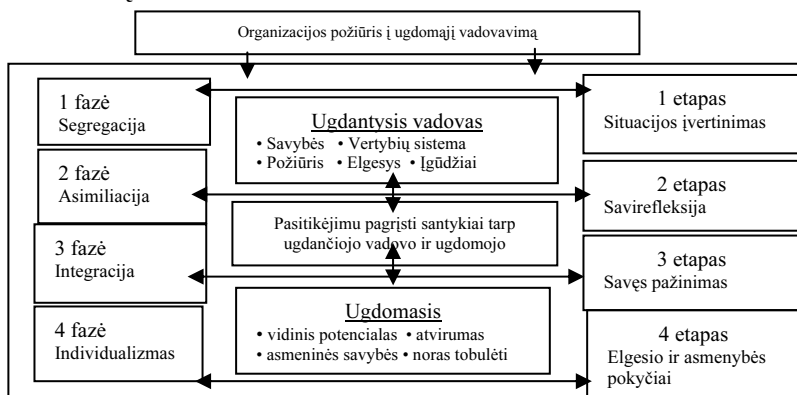 Organizacijos požiūris į ugdomąjį vadovavimą
1 fazė
Segregacija
2 fazė
Asimiliacija
3 fazė
Integracija
4 fazė
Individualizmas
Ugdantysis vadovas
• Savybės • Vertybių sistema
• Požiūris • Elgesys • Įgūdžiai
Pasitikėjimu pagrįsti santykiai tarp
ugdančiojo vadovo ir ugdomojo
Ugdomasis
• vidinis potencialas • atvirumas
• asmeninės savybės • noras tobulėti
1 etapas
Situacijos įvertinimas
2 etapas
Savirefleksija
3 etapas
Savęs pažinimas
4 etapas
Elgesio ir asmenybės
pokyčiai